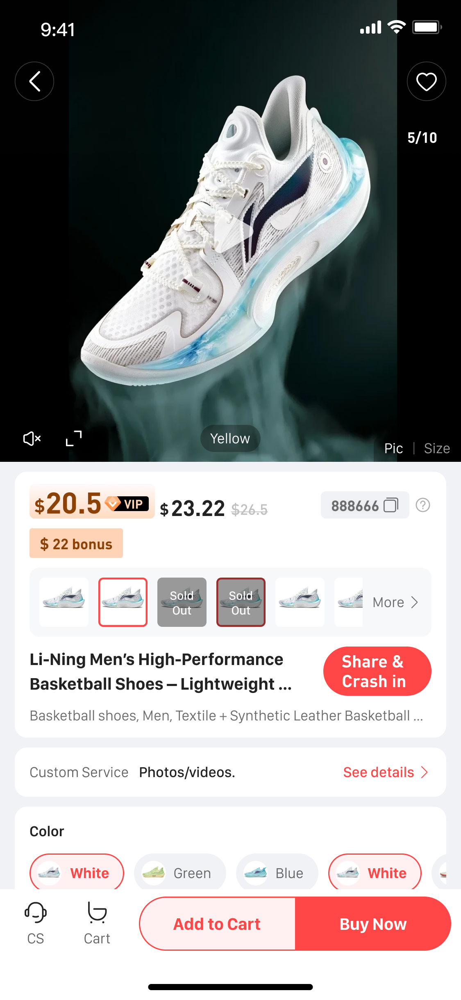 9:41
5/10
Yellow
Pic | Size
$20.5 VIP $23.22 $26.5 888666
$ 22 bonus
Sold Out
Sold Out
More
Li-Ning Men’s High-Performance
Basketball Shoes – Lightweight ...
Share &
Crash in
Basketball shoes, Men, Textile + Synthetic Leather Basketball ...
Custom Service Photos/videos. See details
Color
White Green Blue White
CS Cart Add to Cart Buy Now